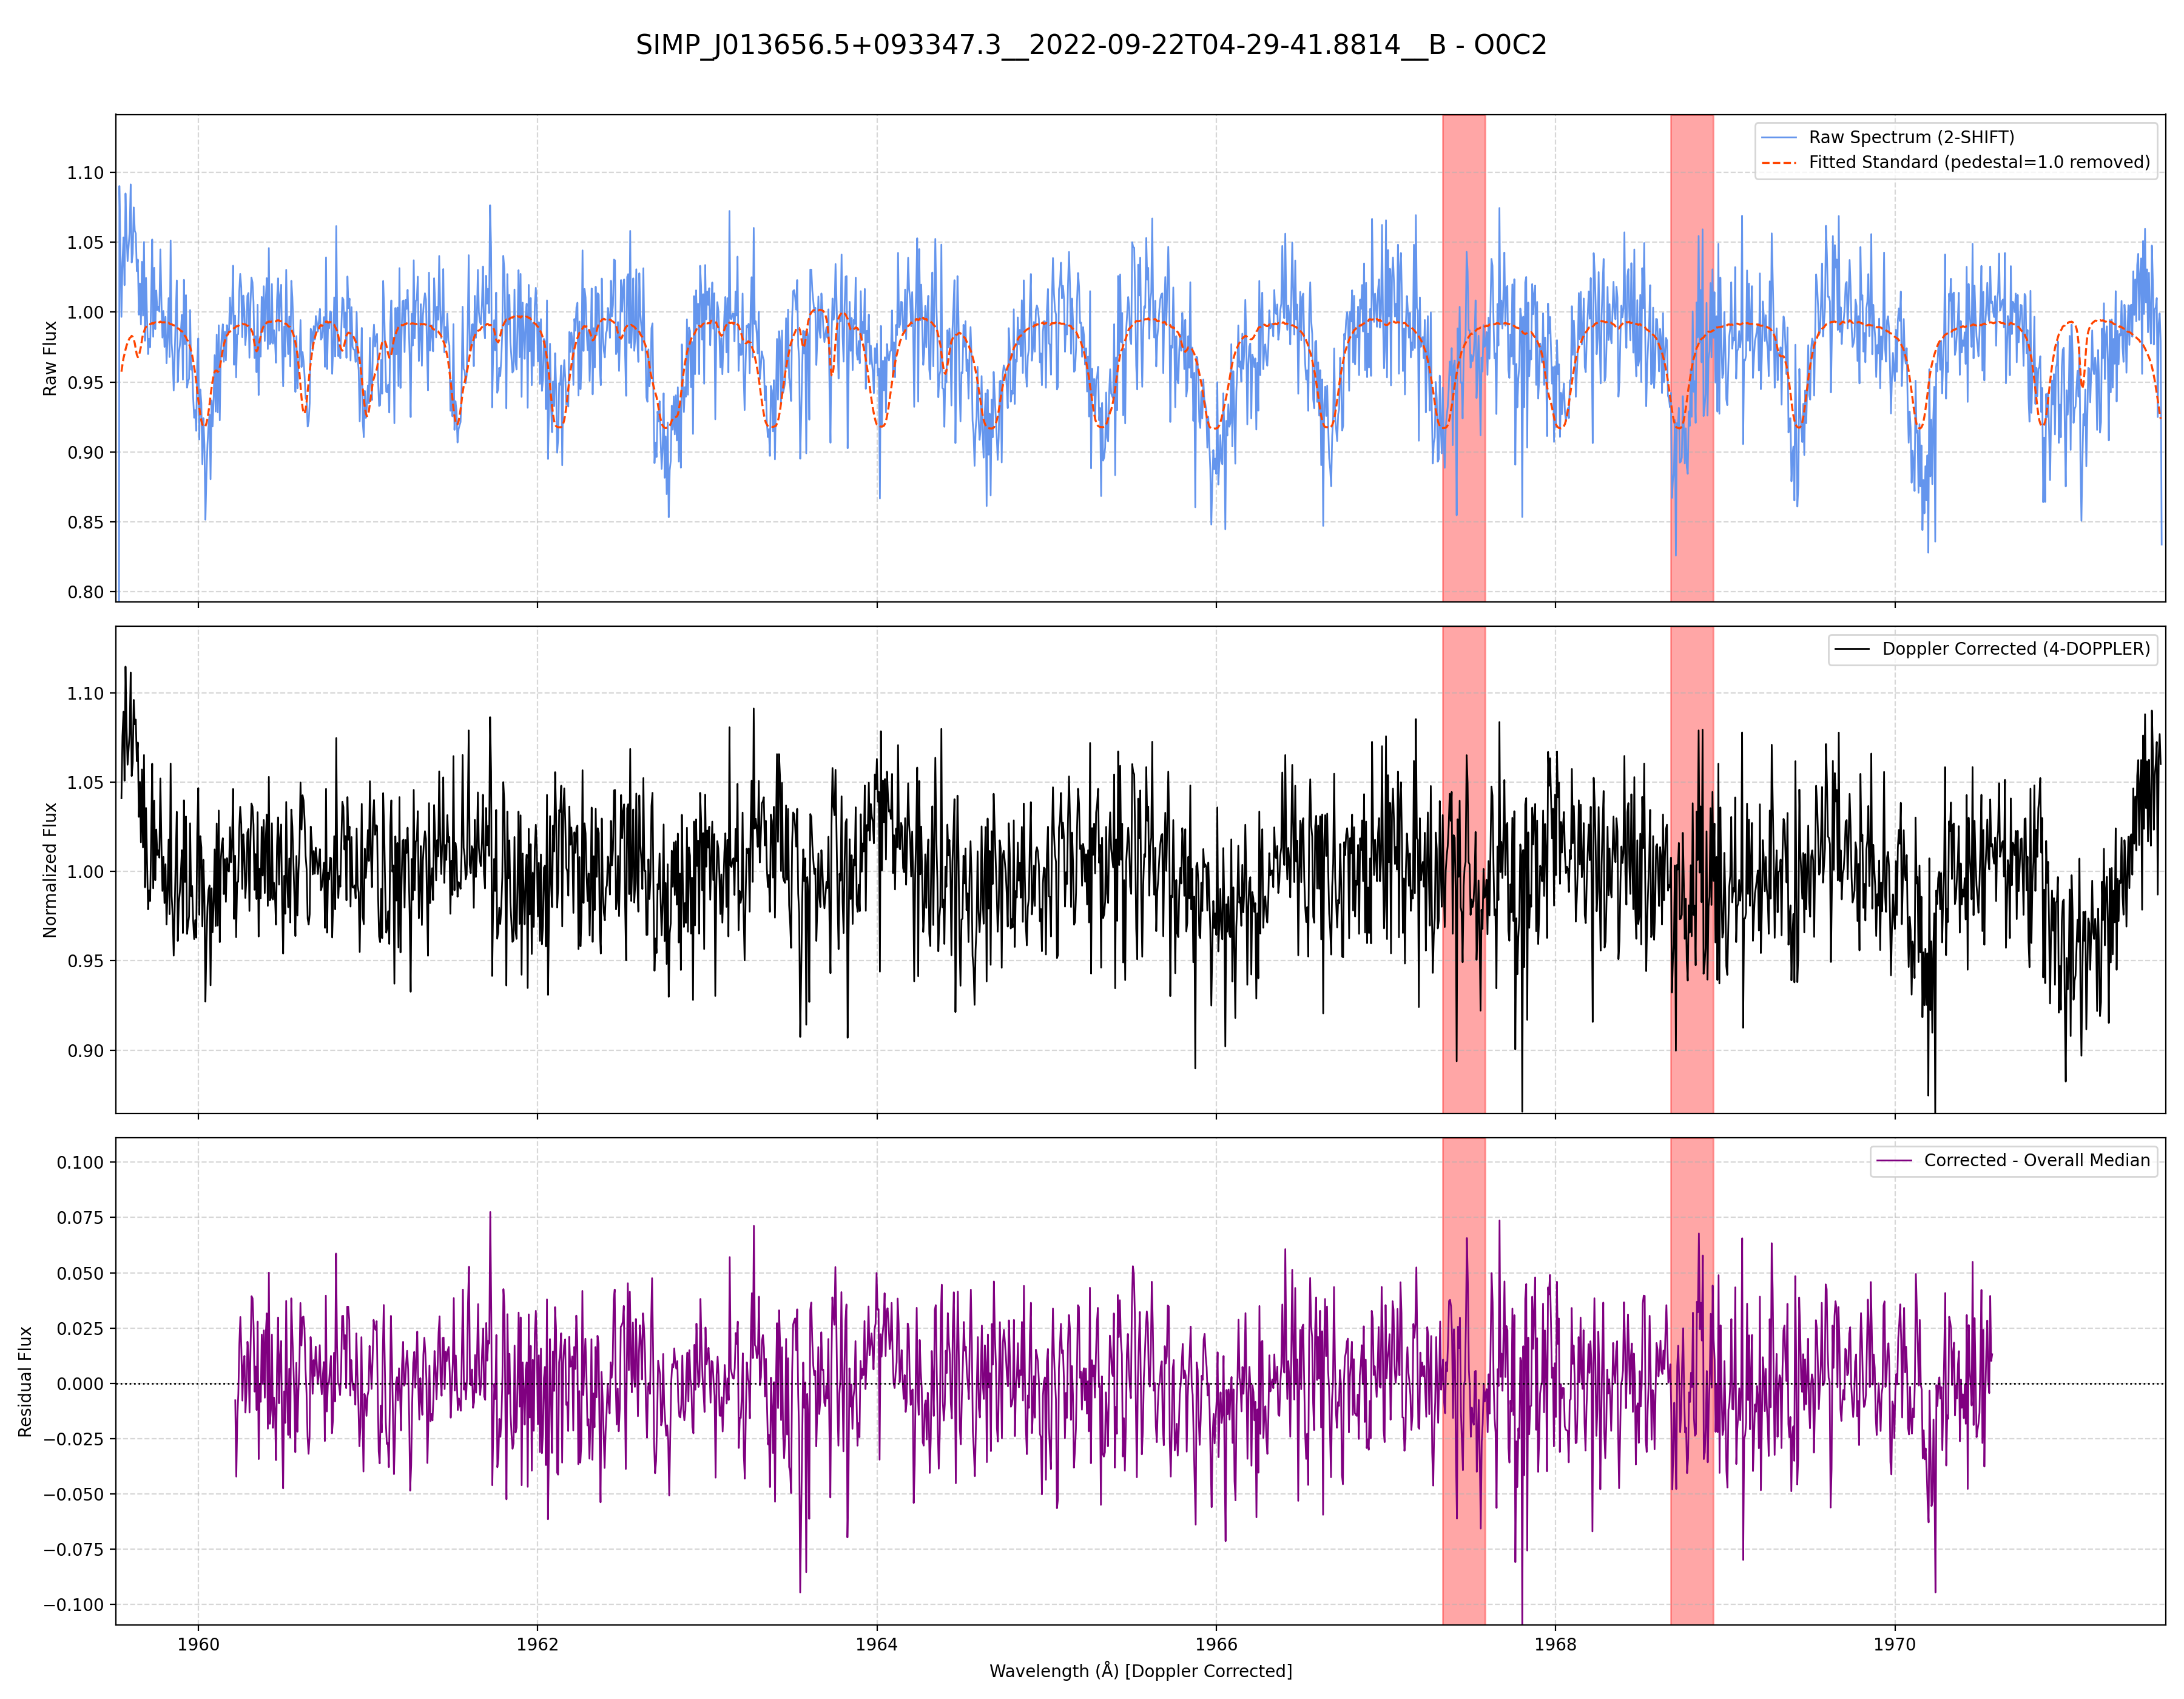 SIMP_J013656.5+093347.3__2022-09-22T04-29-41.8814__B - O0C2
Raw Spectrum (2-SHIFT)
Fitted Standard (pedestal=1.0 removed)
Raw Flux
1.10
1.05
1.00
0.95
0.90
0.85
0.80
Doppler Corrected (4-DOPPLER)
Normalized Flux
1.10
1.05
1.00
0.95
0.90
Corrected - Overall Median
Residual Flux
0.100
0.075
0.050
0.025
0.000
−0.025
−0.050
−0.075
−0.100
1960 1962 1964 1966 1968 1970
Wavelength (Å) [Doppler Corrected]